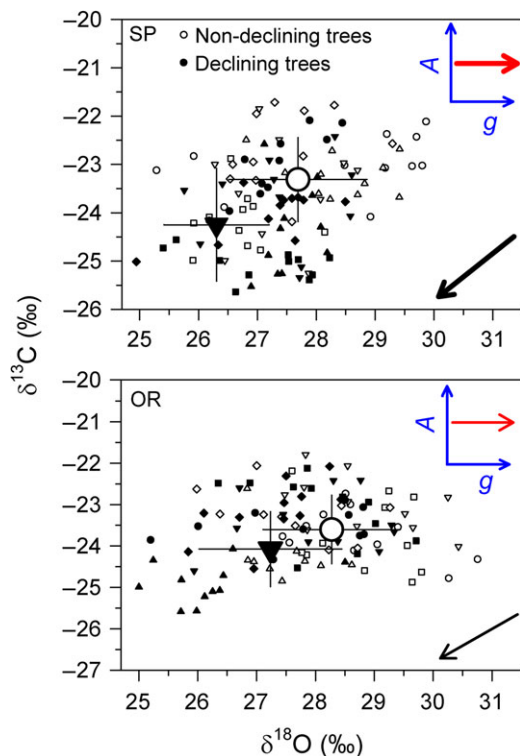 SP
○ Non-declining trees
● Declining trees
A
g
–20
–21
–22
–23
–24
–25
–26
25 26 27 28 29 30 31
δ13C (‰)
OR
A
g
–20
–21
–22
–23
–24
–25
–26
–27
25 26 27 28 29 30 31
δ18O (‰)